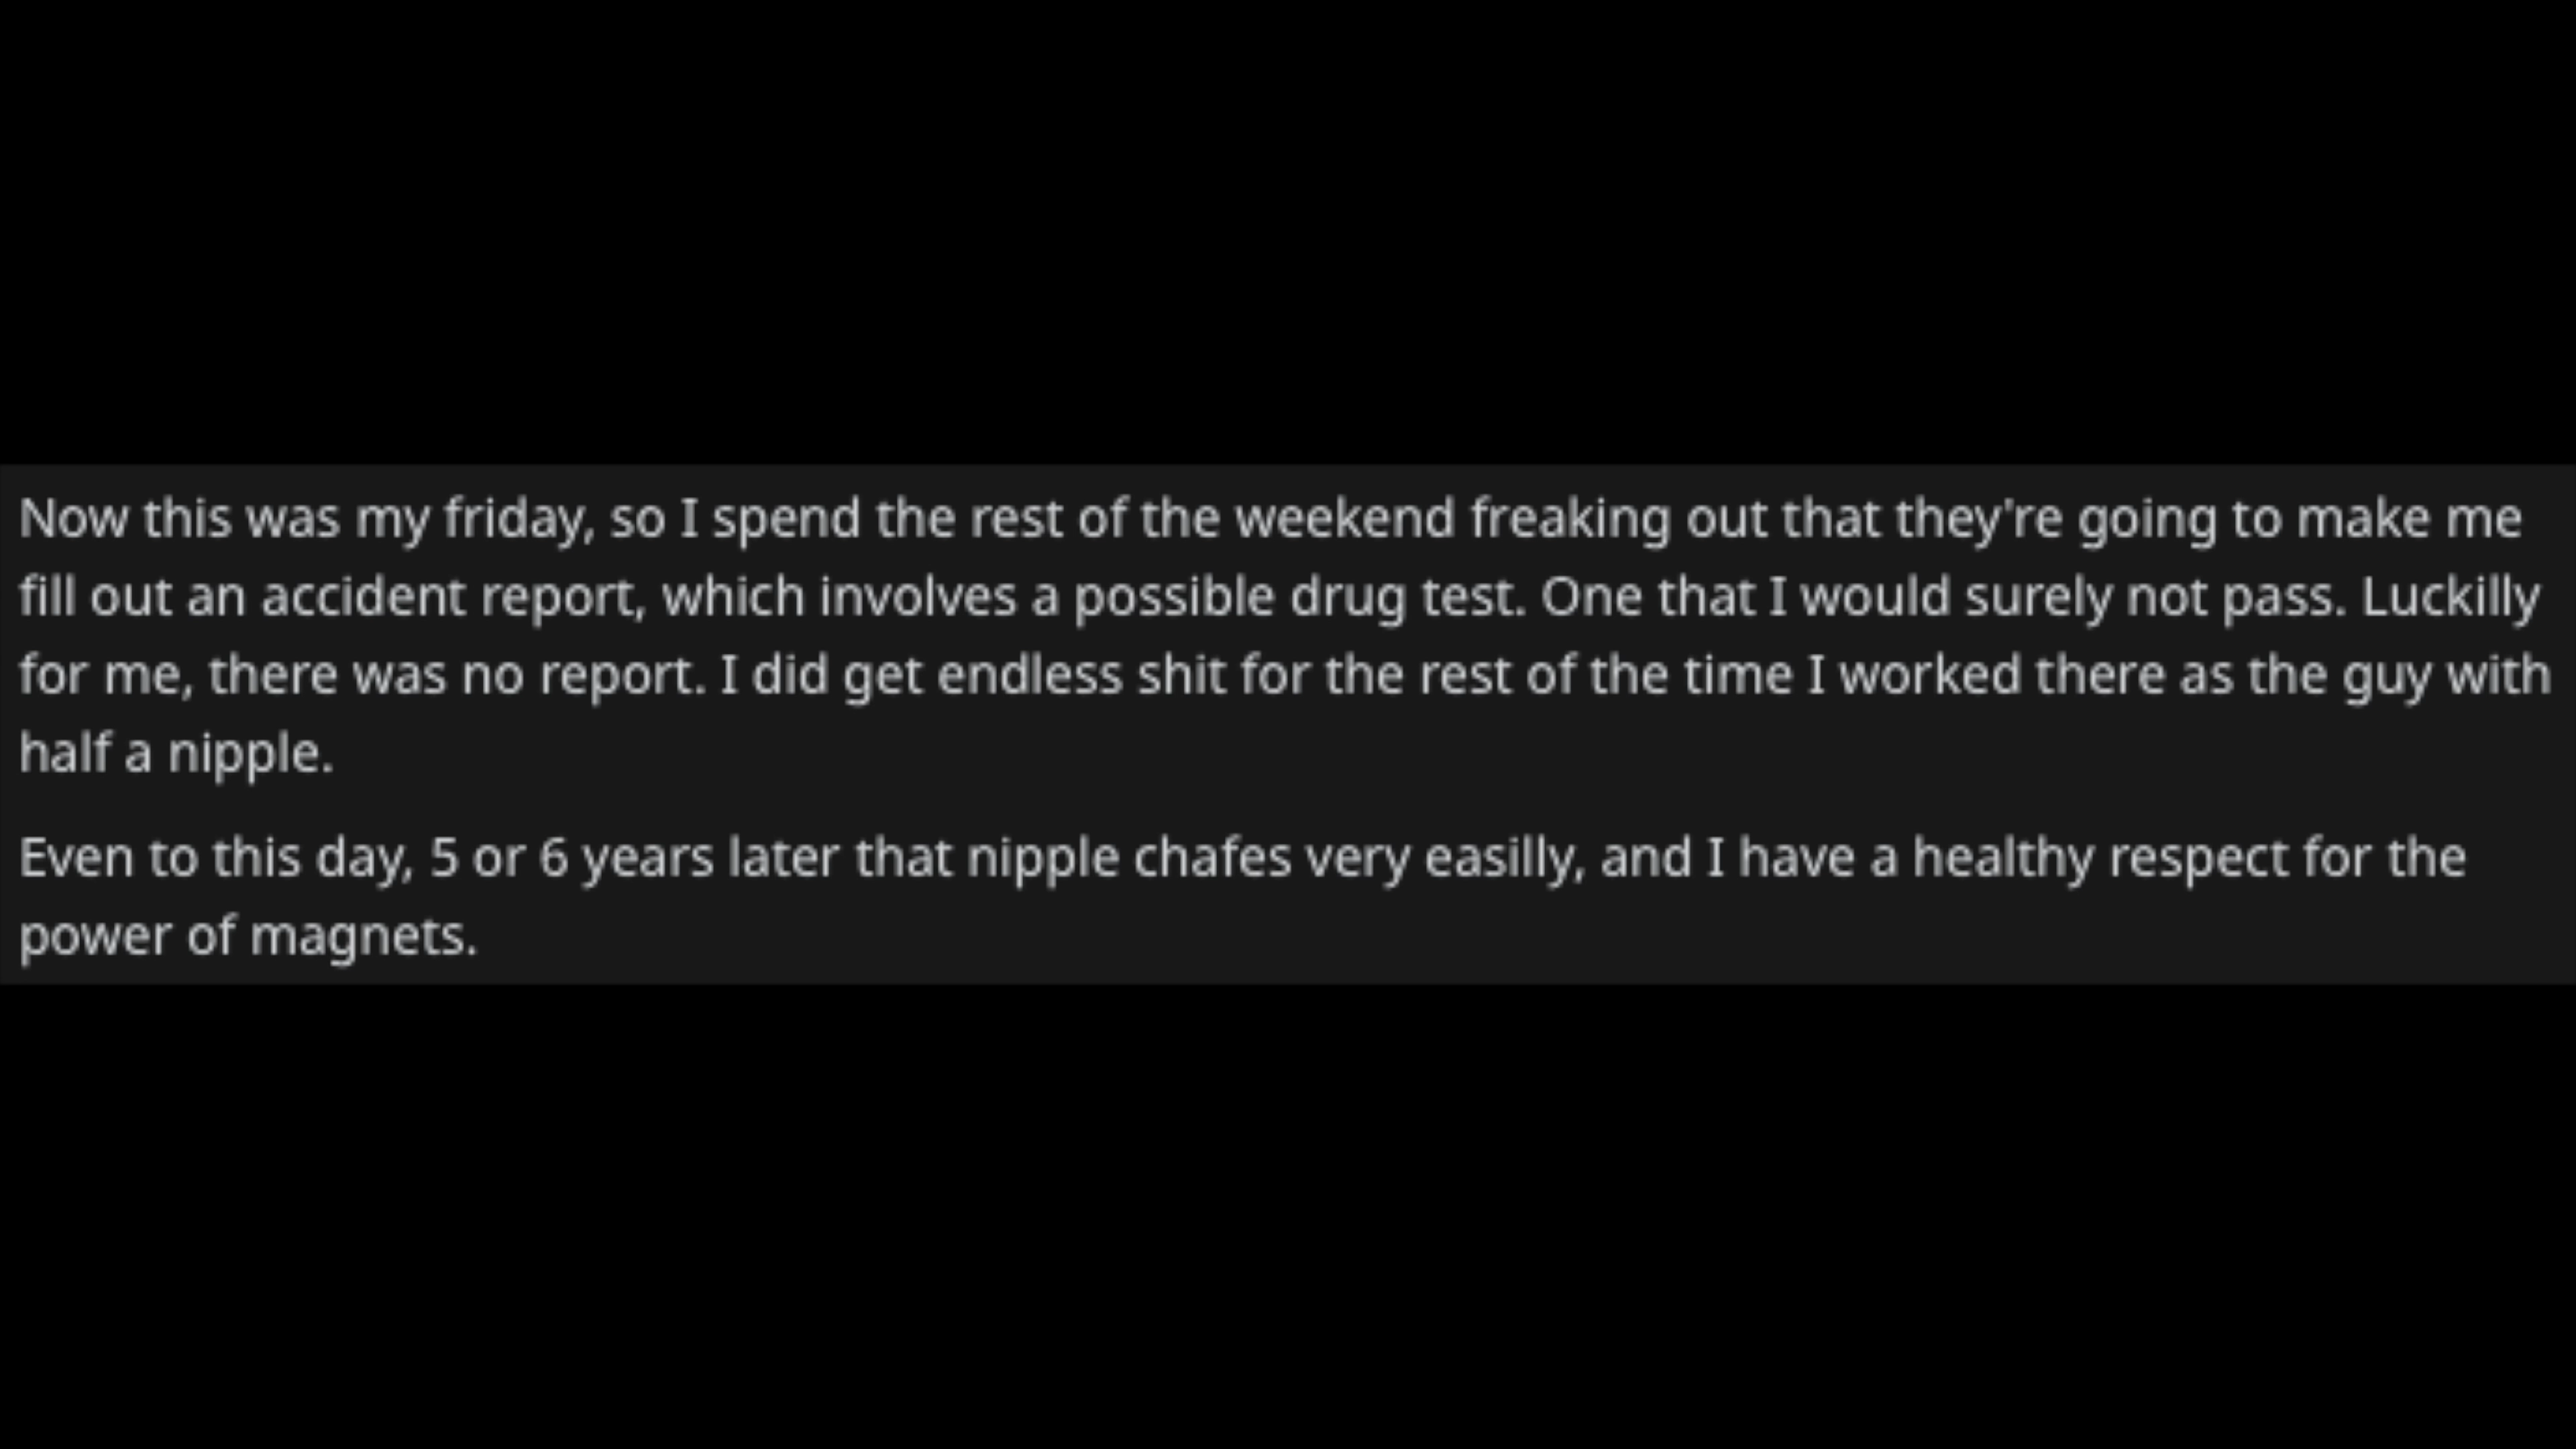 Now this was my friday, so I spend the rest of the weekend freaking out that they're going to make me
fill out an accident report, which involves a possible drug test. One that I would surely not pass. Luckilly
for me, there was no report. I did get endless shit for the rest of the time I worked there as the guy with
half a nipple.
Even to this day, 5 or 6 years later that nipple chafes very easilly, and I have a healthy respect for the
power of magnets.